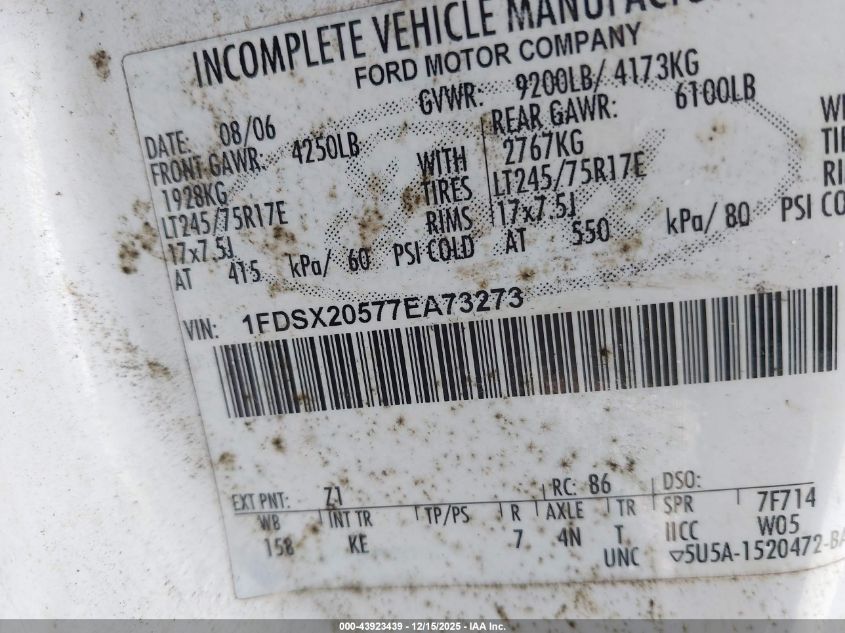 INCOMPLETE VEHICLE
FORD MOTOR COMPANY
DATE: 08/06 GVWR: 9200LB/ 4173KG
FRONT GAWR: 4250LB REAR GAWR: 6100LB
1928KG WITH 2767KG
LT245/75R17E TIRES LT245/75R17E
17x7.5J RIMS 17x7.5J
AT 415 kPa/ 60 PSI COLD AT 550 kPa/ 80 PSI
VIN: 1FDSX20577EA73273
EXT PNT: Z1 RC: 86 DSO:
WB INT TR TP/PS R AXLE TR SPR 7F714
158 KE 7 4N T IICC W05
UNC ▽5U5A-1520472-BA
000-43923439 - 12/15/2025 - IAA Inc.